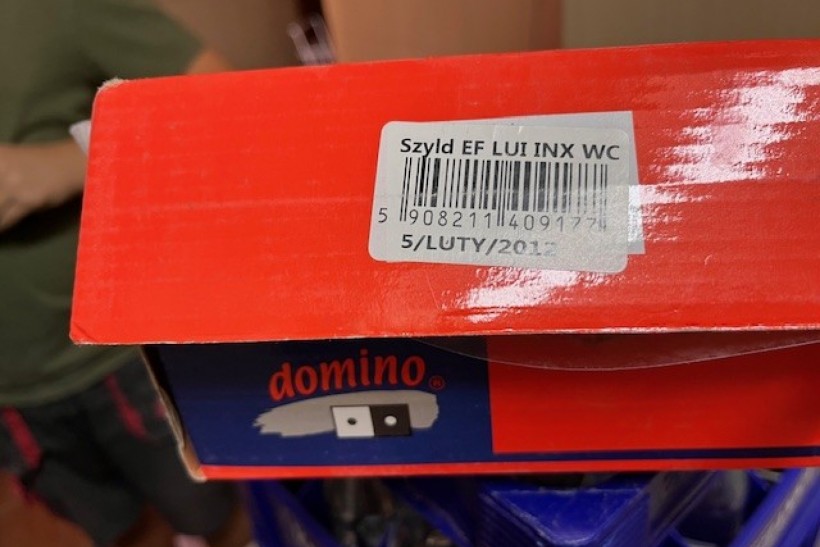 Szyld EF LUI INX WC
5 908211 409177
5/LUTY/2012
domino®